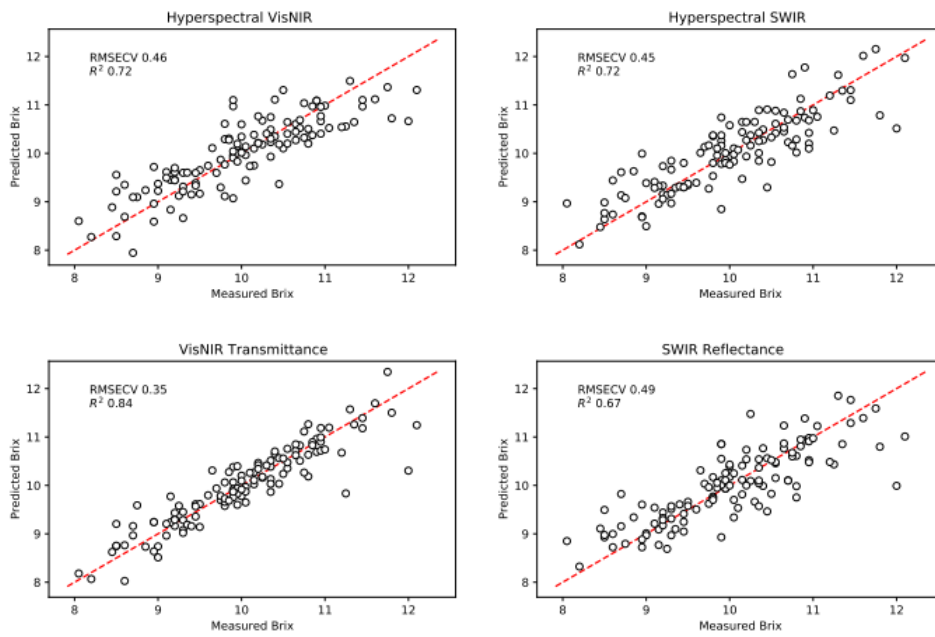 Hyperspectral VisNIR
RMSECV 0.46
R² 0.72
Predicted Brix
12
11
10
9
8
8 9 10 11 12
Measured Brix
Hyperspectral SWIR
RMSECV 0.45
R² 0.72
Predicted Brix
12
11
10
9
8
8 9 10 11 12
Measured Brix
VisNIR Transmittance
RMSECV 0.35
R² 0.84
Predicted Brix
12
11
10
9
8
8 9 10 11 12
Measured Brix
SWIR Reflectance
RMSECV 0.49
R² 0.67
Predicted Brix
12
11
10
9
8
8 9 10 11 12
Measured Brix